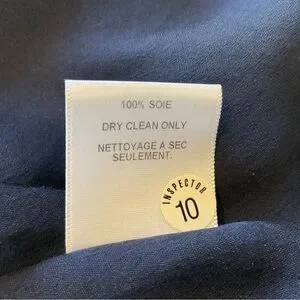 100% SOIE
DRY CLEAN ONLY
NETTOYAGE A SEC
SEULEMENT.
INSPECTOR
10